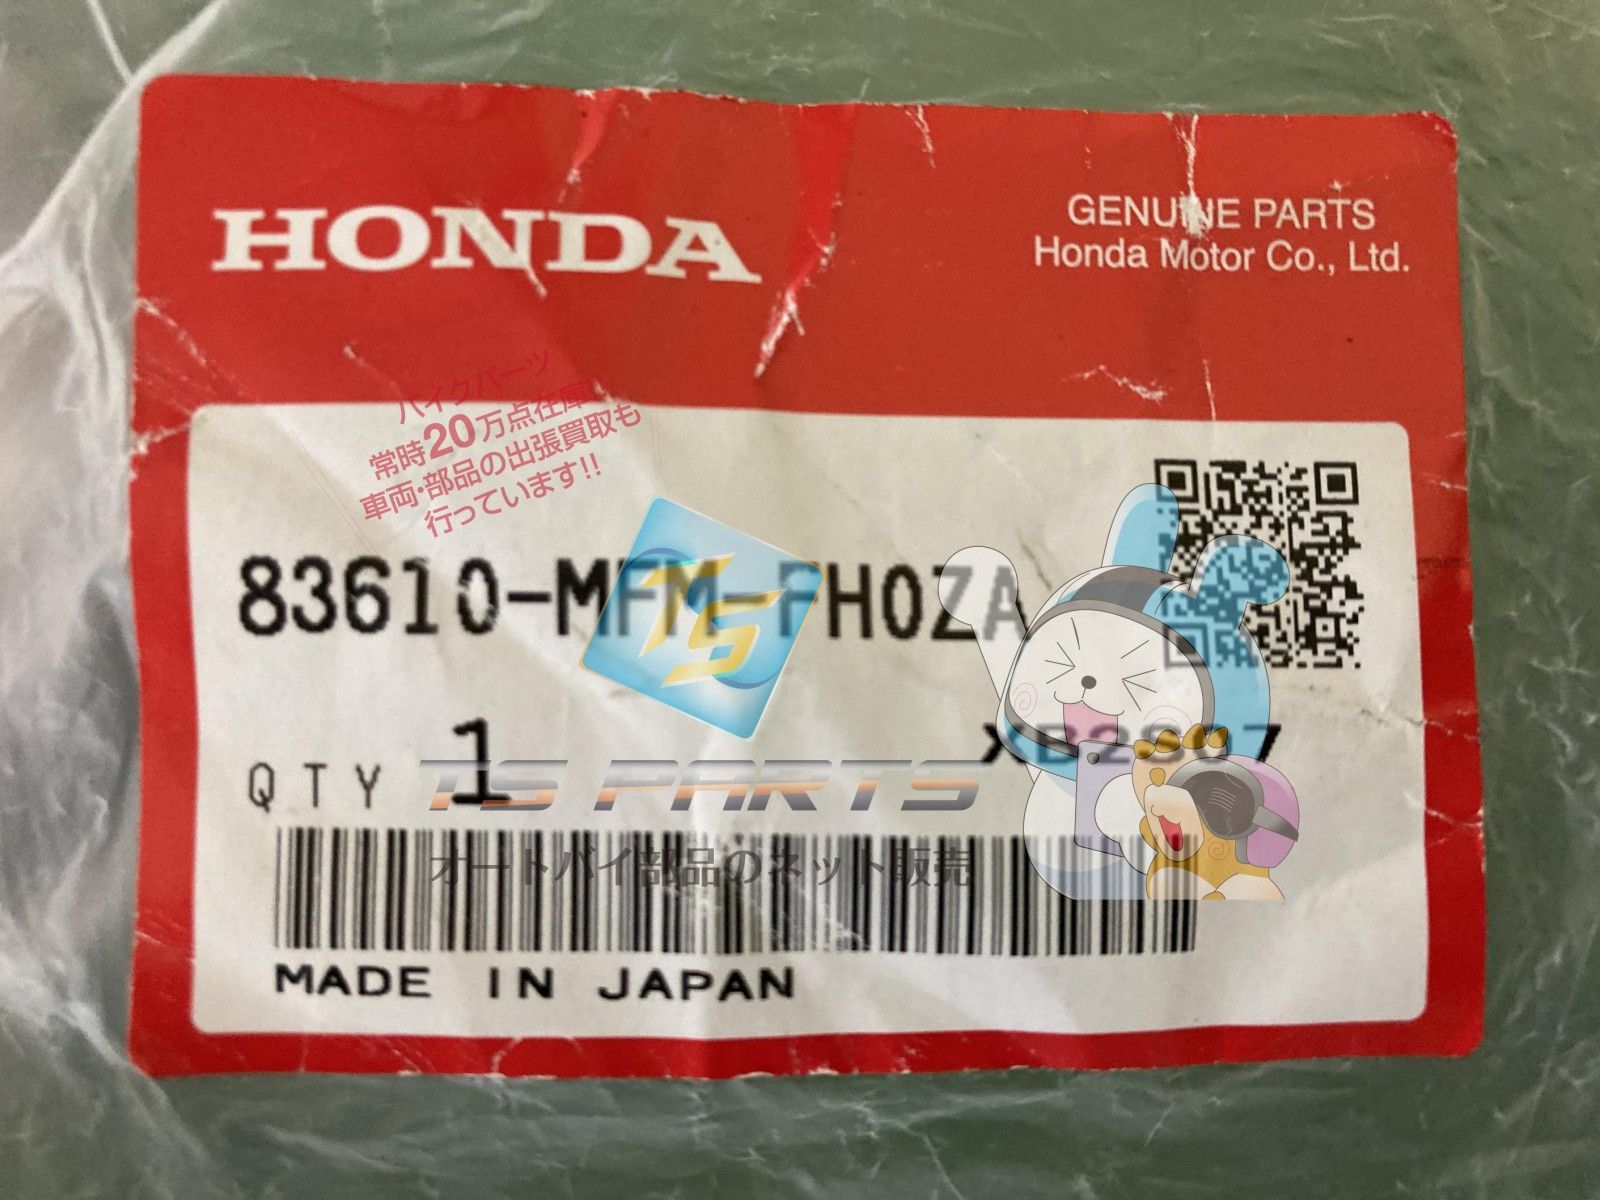 HONDA
GENUINE PARTS
Honda Motor Co., Ltd.
バイクパーツ
常時20万点在庫!!
車両・部品の出張買取も
行っています!!
83610-MFM-FH0ZA
TS
QTY 1
TS PARTS
オートバイ部品のネット販売
MADE IN JAPAN